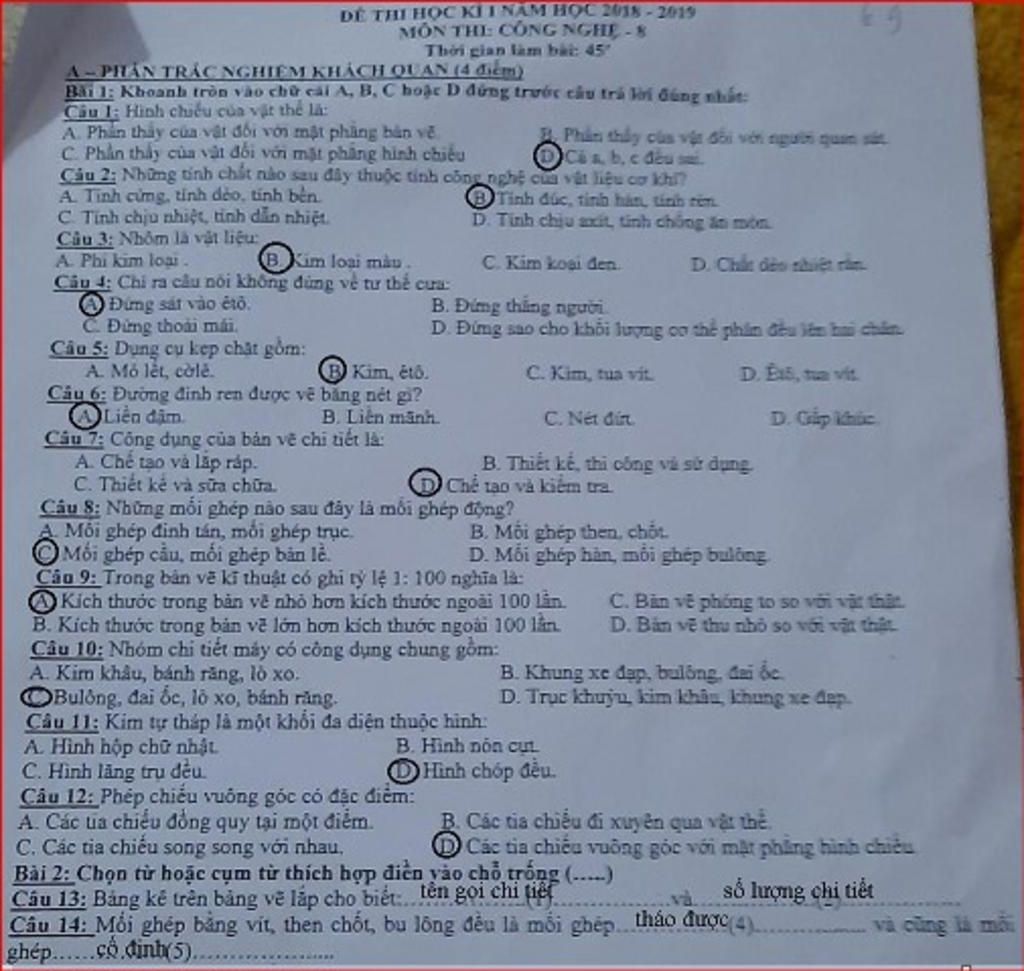 ĐỀ THI HỌC KÌ I NĂM HỌC 2018 - 2019
MÔN THI: CÔNG NGHỆ - 8
Thời gian làm bài: 45'
A – PHẦN TRẮC NGHIỆM KHÁCH QUAN (4 điểm)
Bài 1: Khoanh tròn vào chữ cái A, B, C hoặc D đứng trước câu trả lời đúng nhất:
Câu 1: Hình chiếu của vật thể là:
A. Phần thấy của vật đối với mặt phẳng bản vẽ. B. Phần thấy của vật đối với người quan sát.
C. Phần thấy của vật đối với mặt phẳng hình chiếu D Cả a, b, c đều sai.
Câu 2: Những tính chất nào sau đây thuộc tính công nghệ của vật liệu cơ khí?
A. Tính cứng, tính dẻo, tính bền. B Tính đúc, tính hàn, tính rèn.
C. Tính chịu nhiệt, tính dẫn nhiệt. D. Tính chịu axít, tính chống ăn mòn.
Câu 3: Nhôm là vật liệu:
A. Phi kim loại . B. Kim loại màu . C. Kim koại đen. D. Chất dẻo nhiệt rắn.
Câu 4: Chỉ ra câu nói không đúng về tư thế cưa:
A Đứng sát vào êtô. B. Đứng thẳng người.
C. Đứng thoải mái. D. Đứng sao cho khối lượng cơ thể phân đều lên hai chân.
Câu 5: Dụng cụ kẹp chặt gồm:
A. Mỏ lết, cờlê. B Kìm, êtô. C. Kìm, tua vít. D. Êtô, tua vít.
Câu 6: Đường đỉnh ren được vẽ bằng nét gì?
A Liền đậm. B. Liền mãnh. C. Nét đứt. D. Gấp khúc.
Câu 7: Công dụng của bản vẽ chi tiết là:
A. Chế tạo và lắp ráp. B. Thiết kế, thi công và sử dụng.
C. Thiết kế và sữa chữa. D Chế tạo và kiểm tra.
Câu 8: Những mối ghép nào sau đây là mối ghép động?
A. Mối ghép đinh tán, mối ghép trục. B. Mối ghép then, chốt.
C Mối ghép cầu, mối ghép bản lề. D. Mối ghép hàn, mối ghép bulông.
Câu 9: Trong bản vẽ kĩ thuật có ghi tỷ lệ 1: 100 nghĩa là:
A Kích thước trong bản vẽ nhỏ hơn kích thước ngoài 100 lần. C. Bản vẽ phóng to so với vật thật.
B. Kích thước trong bản vẽ lớn hơn kích thước ngoài 100 lần. D. Bản vẽ thu nhỏ so với vật thật.
Câu 10: Nhóm chi tiết máy có công dụng chung gồm:
A. Kim khâu, bánh răng, lò xo. B. Khung xe đạp, bulông, đai ốc.
C Bulông, đai ốc, lò xo, bánh răng. D. Trục khuỷu, kim khâu, khung xe đạp.
Câu 11: Kim tự tháp là một khối đa diện thuộc hình:
A. Hình hộp chữ nhật. B. Hình nón cụt.
C. Hình lăng trụ đều. D Hình chóp đều.
Câu 12: Phép chiếu vuông góc có đặc điểm:
A. Các tia chiếu đồng quy tại một điểm. B. Các tia chiếu đi xuyên qua vật thể.
C. Các tia chiếu song song với nhau. D Các tia chiếu vuông góc với mặt phẳng hình chiếu.
Bài 2: Chọn từ hoặc cụm từ thích hợp điền vào chỗ trống (.....)
Câu 13: Bảng kê trên bảng vẽ lắp cho biết:... tên gọi chi tiết ............... và số lượng chi tiết ...............
Câu 14: Mối ghép bằng vít, then chốt, bu lông đều là mối ghép... tháo được(4)............... và cũng là mối
ghép...... cố định(5)....................